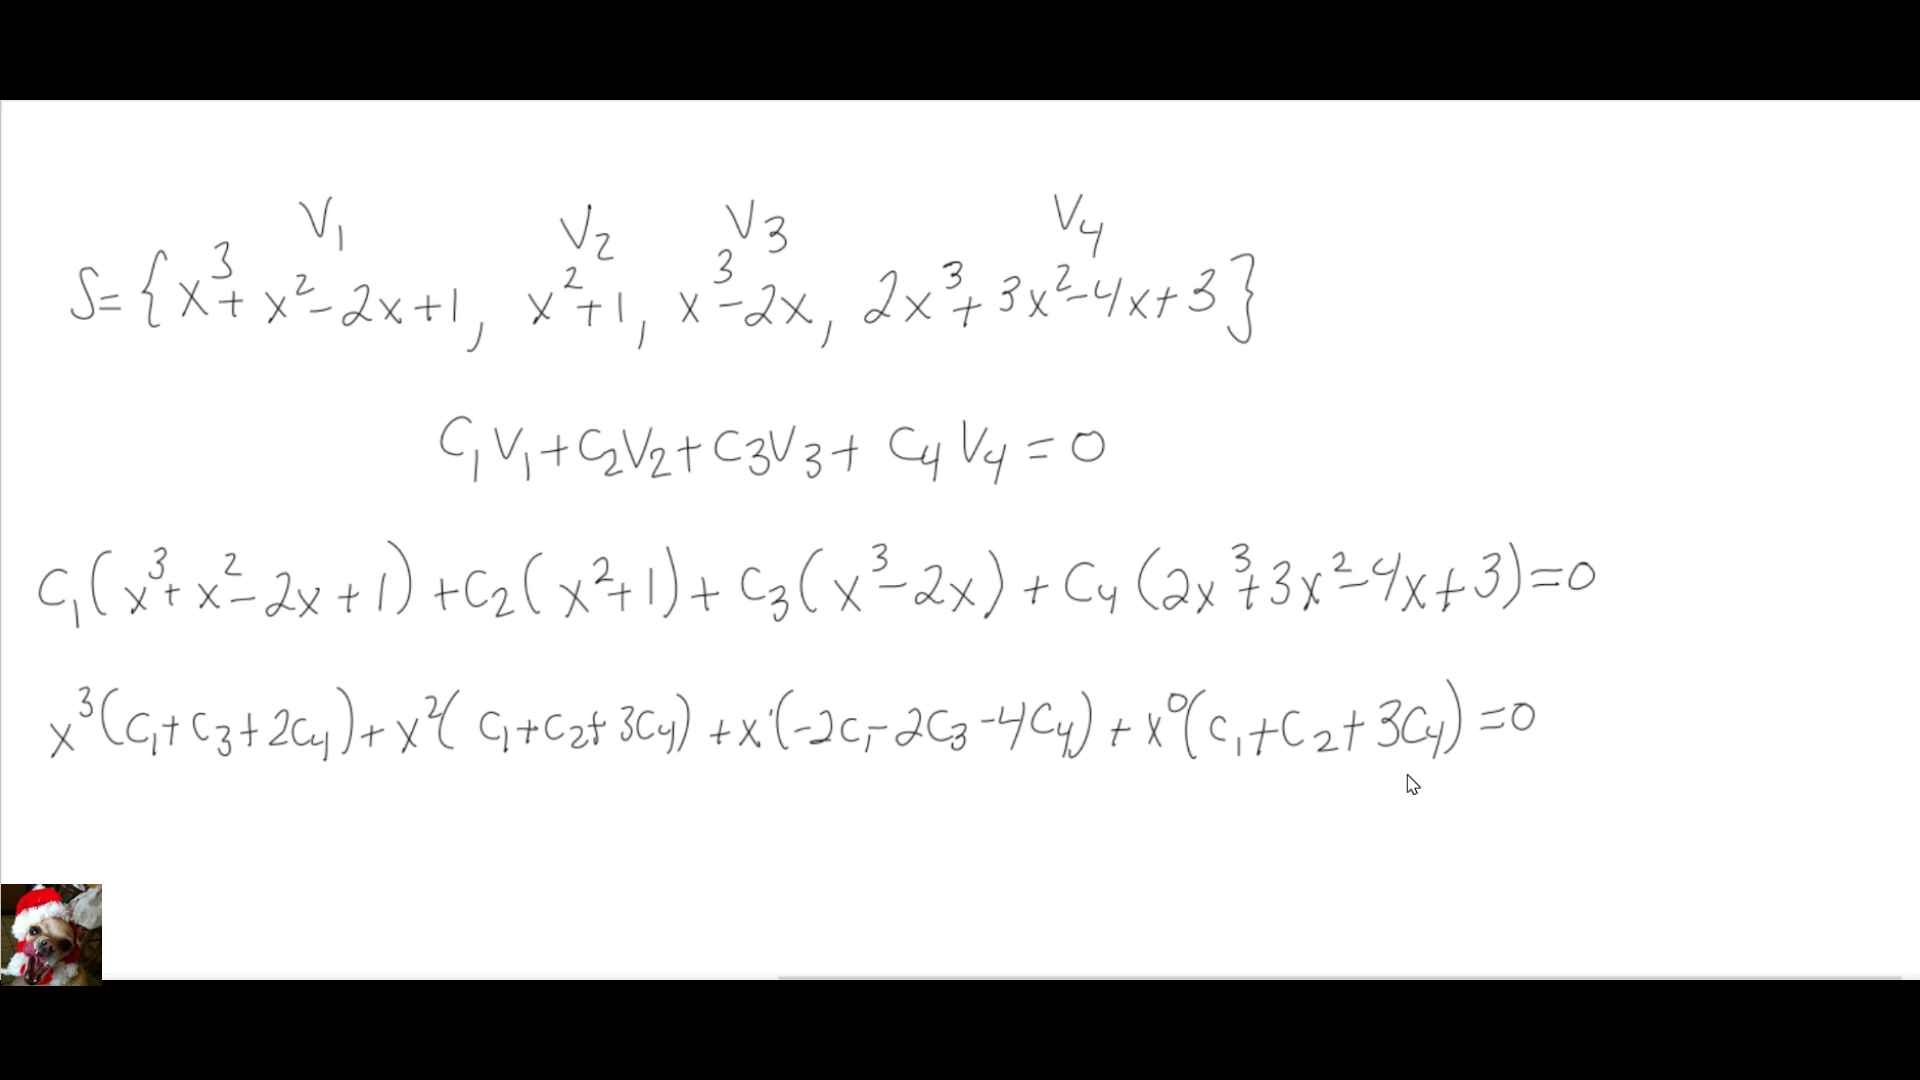 V₁ V₂ V₃ V₄
S={x³+x²-2x+1, x²+1, x³-2x, 2x³+3x²-4x+3}
C₁V₁+C₂V₂+C₃V₃+C₄V₄=0
C₁(x³+x²-2x+1)+C₂(x²+1)+C₃(x³-2x)+C₄(2x³+3x²-4x+3)=0
x³(C₁+C₃+2C₄)+x²(C₁+C₂+3C₄)+x¹(-2C₁-2C₃-4C₄)+x⁰(C₁+C₂+3C₄)=0